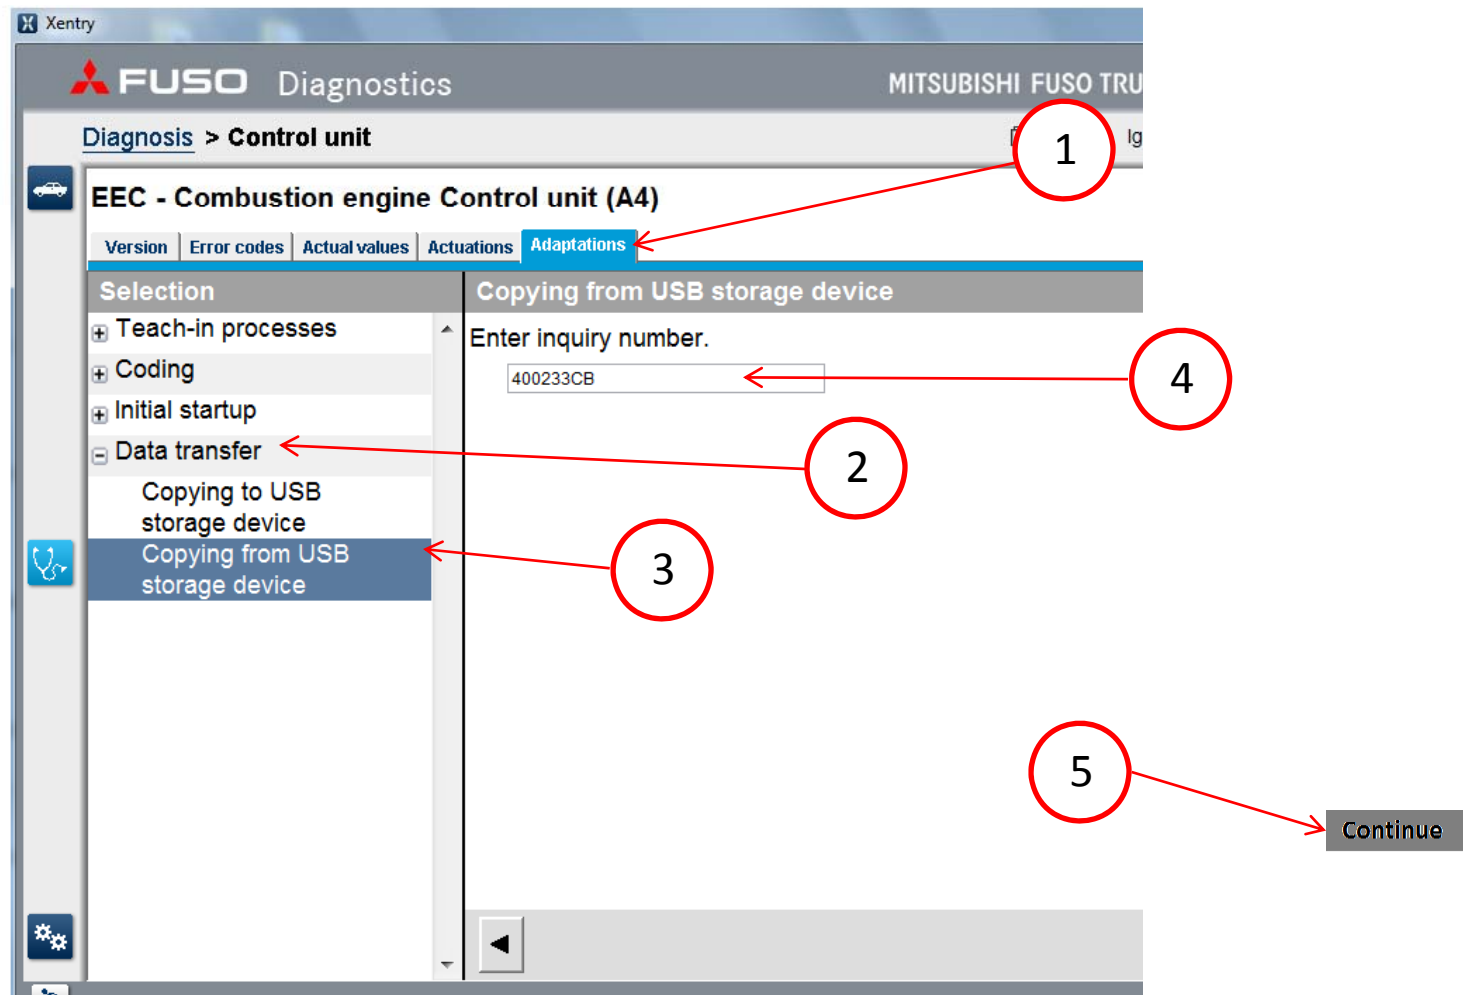 Xentry
FUSO Diagnostics
MITSUBISHI FUSO TRU
Diagnosis > Control unit
Ig
1
EEC - Combustion engine Control unit (A4)
Version Error codes Actual values Actuations Adaptations
Selection
Copying from USB storage device
Teach-in processes
Coding
Initial startup
Data transfer
Copying to USB
storage device
Copying from USB
storage device
Enter inquiry number.
400233CB
4
2
3
5
Continue